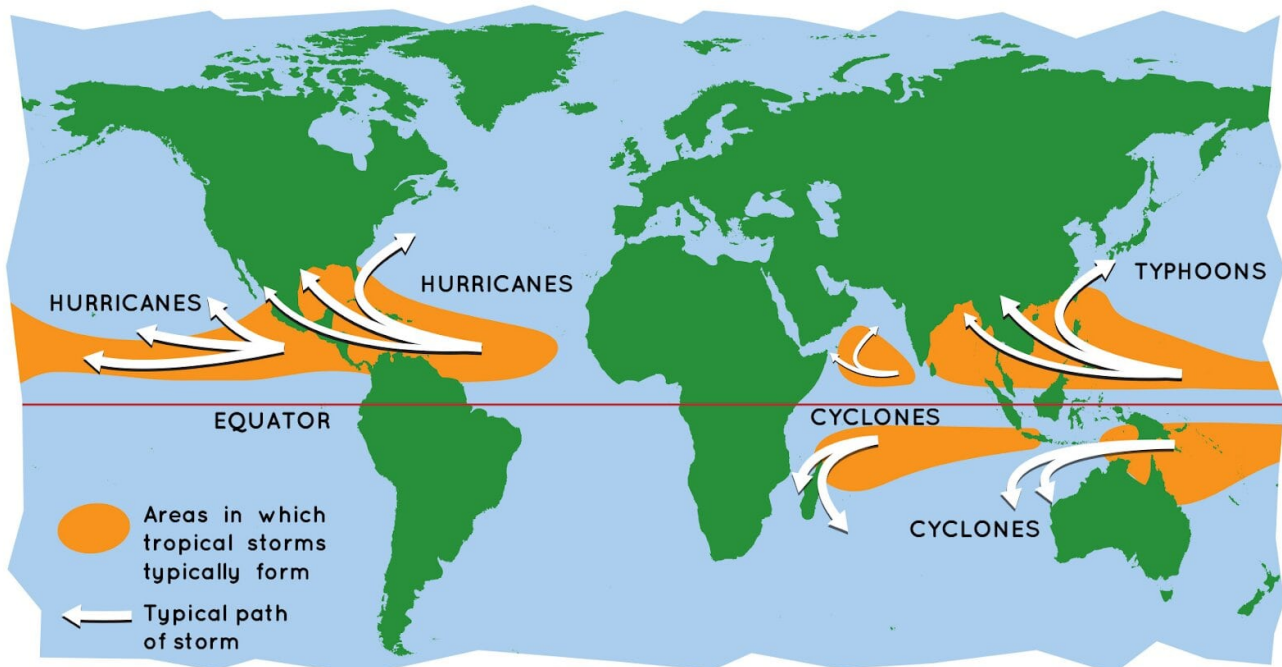 HURRICANES
HURRICANES
TYPHOONS
EQUATOR
CYCLONES
CYCLONES
Areas in which
tropical storms
typically form
Typical path
of storm